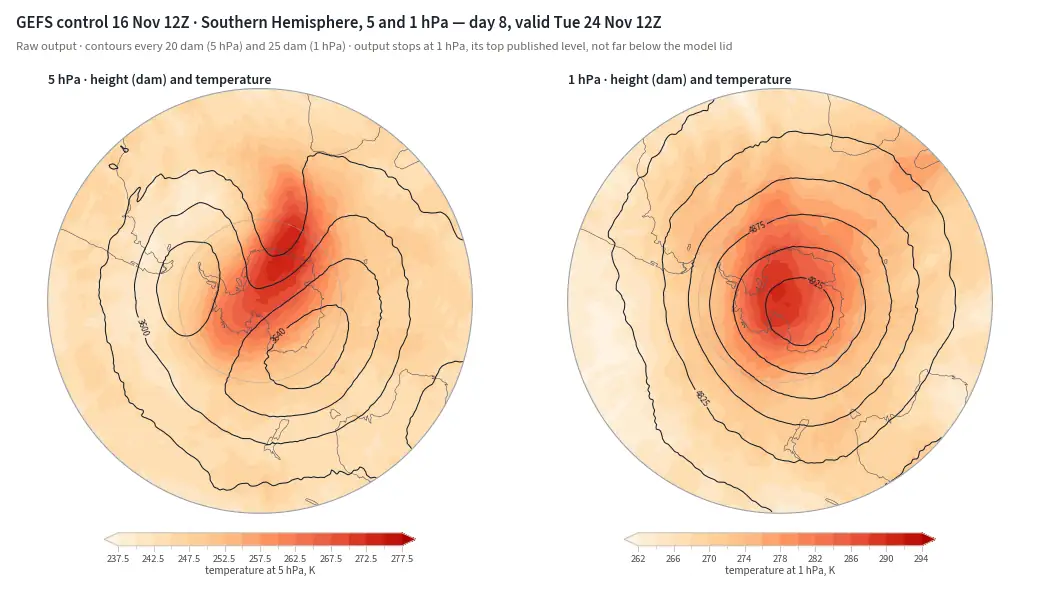 GEFS control 16 Nov 12Z · Southern Hemisphere, 5 and 1 hPa — day 8, valid Tue 24 Nov 12Z
Raw output · contours every 20 dam (5 hPa) and 25 dam (1 hPa) · output stops at 1 hPa, its top published level, not far below the model lid
5 hPa · height (dam) and temperature
1 hPa · height (dam) and temperature
3600
3640
4875
4925
4825
237.5 242.5 247.5 252.5 257.5 262.5 267.5 272.5 277.5
temperature at 5 hPa, K
262 266 270 274 278 282 286 290 294
temperature at 1 hPa, K